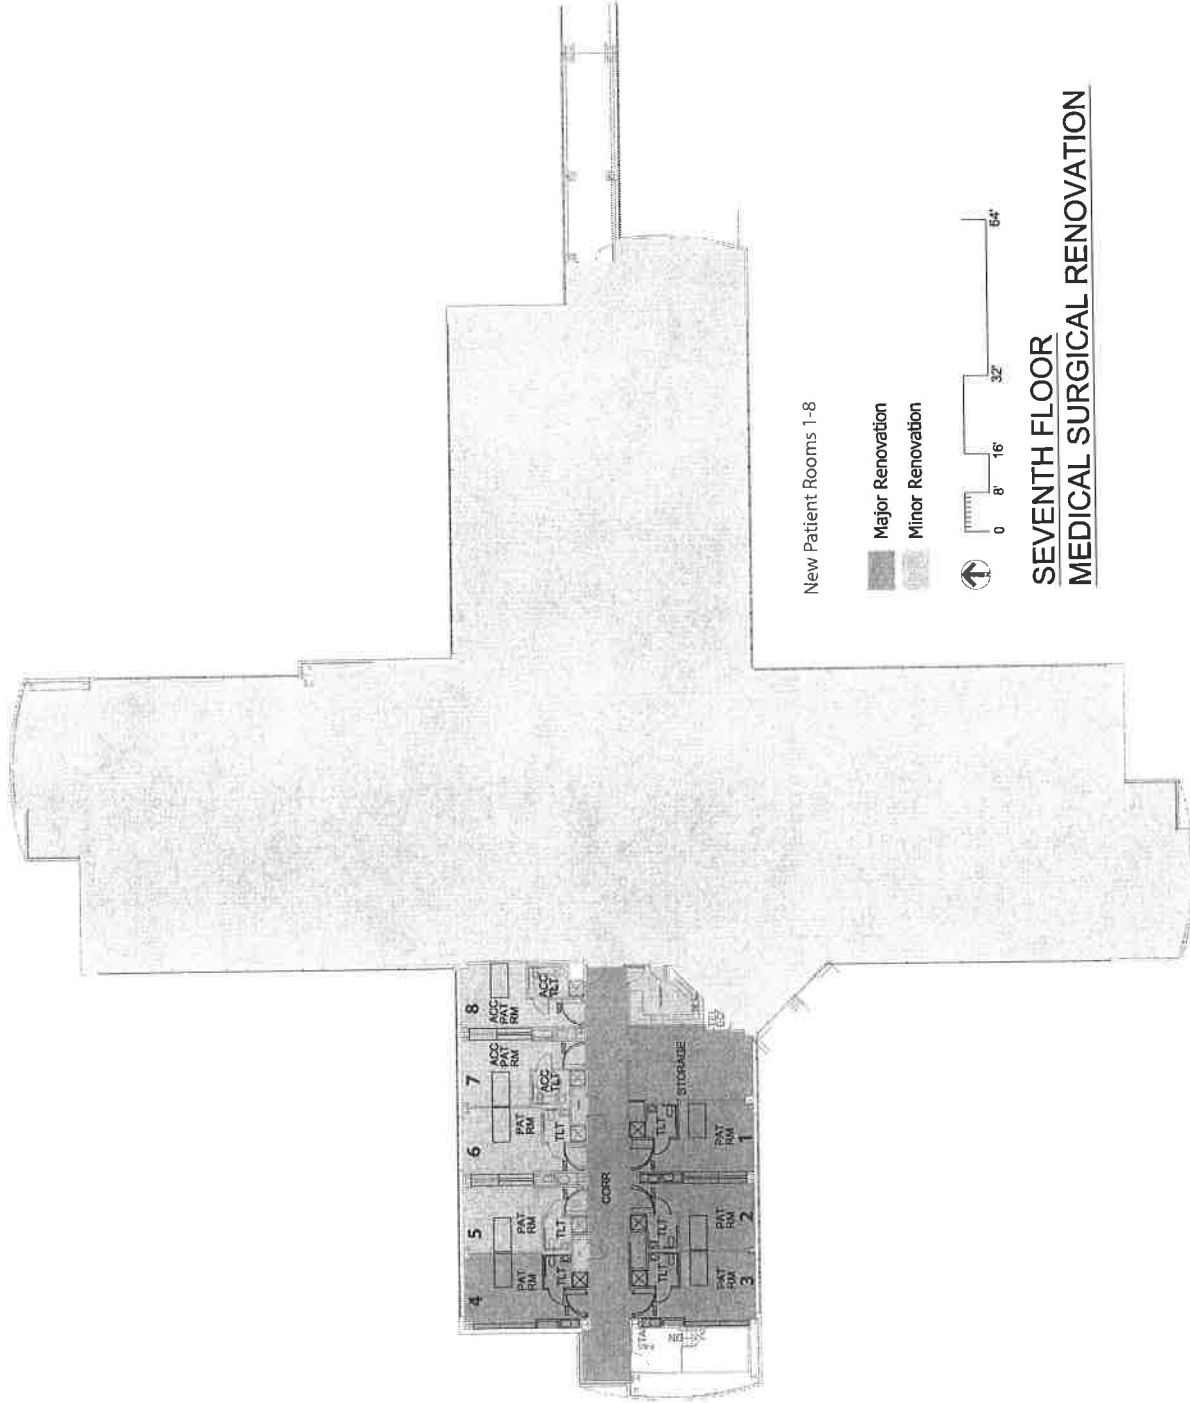 8
ACC
PAT
RM
ACC
TLT
7
ACC
PAT
RM
ACC
TLT
6
PAT
RM
TLT
5
PAT
RM
TLT
4
PAT
RM
TLT
CORR
STORAGE
TLT
PAT
RM
1
TLT
PAT
RM
2
TLT
PAT
RM
3
DN
New Patient Rooms 1-8
Major Renovation
Minor Renovation
0 8' 16' 32' 64'
SEVENTH FLOOR
MEDICAL SURGICAL RENOVATION